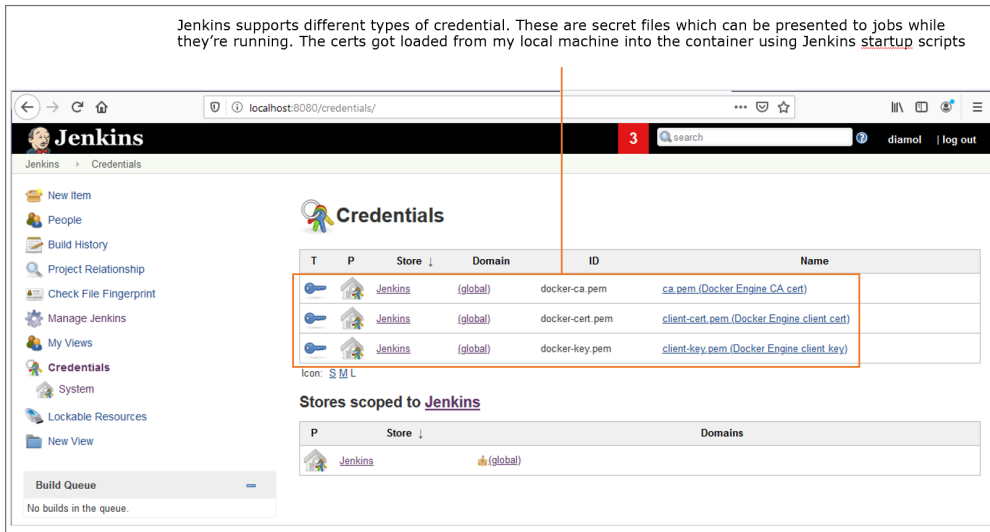 Jenkins supports different types of credential. These are secret files which can be presented to jobs while
they're running. The certs got loaded from my local machine into the container using Jenkins startup scripts
localhost:8080/credentials/
Jenkins
3
search
diamol
| log out
Jenkins
Credentials
New Item
People
Build History
Project Relationship
Check File Fingerprint
Manage Jenkins
My Views
Credentials
System
Lockable Resources
New View
Build Queue
No builds in the queue.
Credentials
T P Store ↓ Domain ID Name
Jenkins (global) docker-ca.pem ca.pem (Docker Engine CA cert)
Jenkins (global) docker-cert.pem client-cert.pem (Docker Engine client cert)
Jenkins (global) docker-key.pem client-key.pem (Docker Engine client key)
Icon: S M L
Stores scoped to Jenkins
P Store ↓ Domains
Jenkins (global)